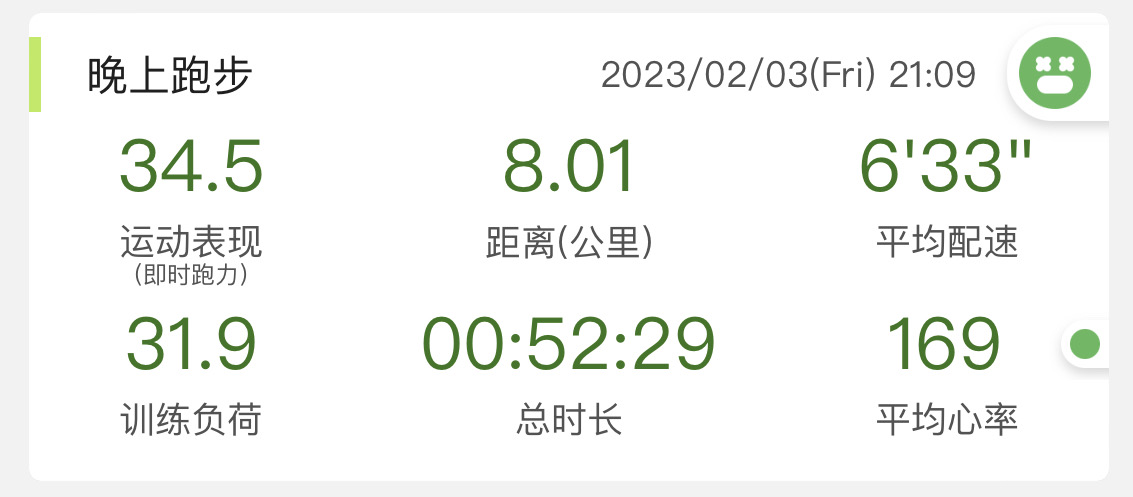 晚上跑步 2023/02/03(Fri) 21:09
34.5 8.01 6'33"
运动表现 距离(公里) 平均配速
(即时跑力)
31.9 00:52:29 169
训练负荷 总时长 平均心率